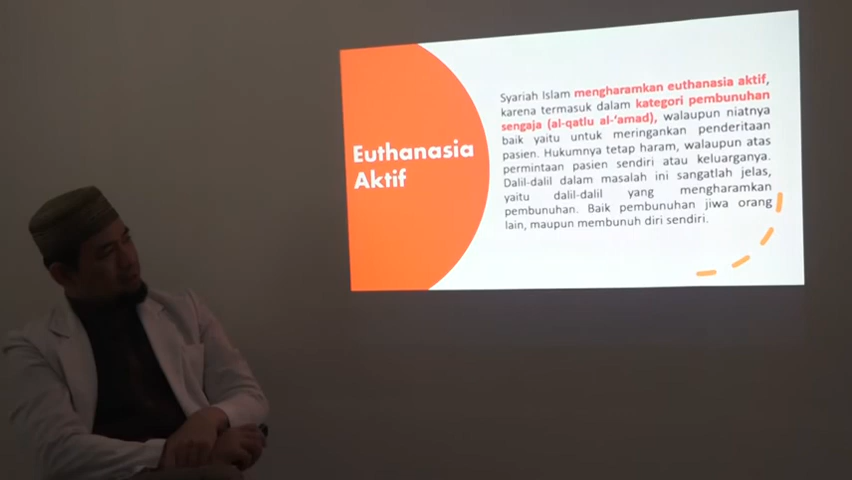 Euthanasia
Aktif
Syariah Islam mengharamkan euthanasia aktif,
karena termasuk dalam kategori pembunuhan
sengaja (al-qatlu al-'amad), walaupun niatnya
baik yaitu untuk meringankan penderitaan
pasien. Hukumnya tetap haram, walaupun atas
permintaan pasien sendiri atau keluarganya.
Dalil-dalil dalam masalah ini sangatlah jelas,
yaitu dalil-dalil yang mengharamkan
pembunuhan. Baik pembunuhan jiwa orang
lain, maupun membunuh diri sendiri.